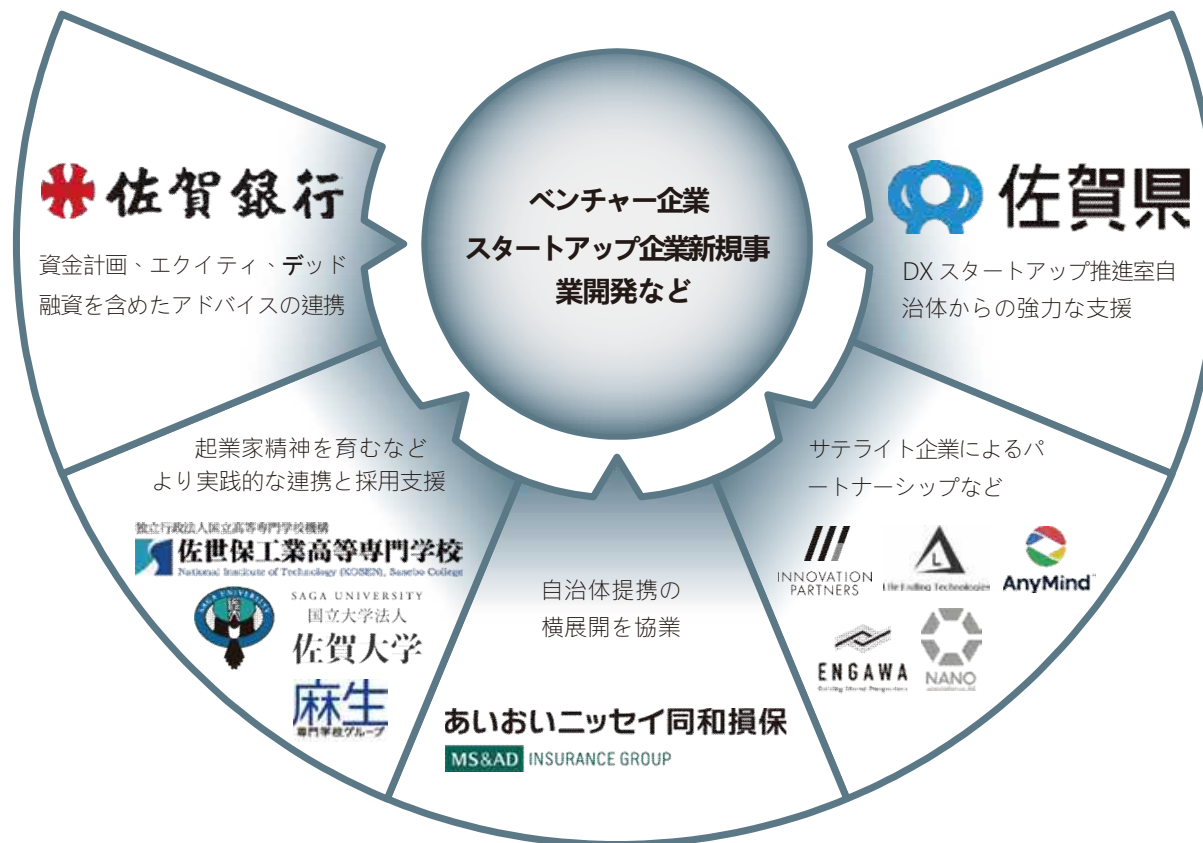 ベンチャー企業
スタートアップ企業新規事
業開発など
佐賀銀行
資金計画、エクイティ、デッド
融資を含めたアドバイスの連携
起業家精神を育むなど
より実践的な連携と採用支援
独立行政法人国立高等専門学校機構
佐世保工業高等専門学校
National Institute of Technology (KOSEN), Sasebo College
SAGA UNIVERSITY
SAGA UNIVERSITY
国立大学法人
佐賀大学
麻生
専門学校グループ
自治体提携の
横展開を協業
あいおいニッセイ同和損保
MS&AD INSURANCE GROUP
サテライト企業によるパ
ートナーシップなど
INNOVATION
PARTNERS
Life Ending Technologies
AnyMind
ENGAWA
NANO
佐賀県
DX スタートアップ推進室自
治体からの強力な支援